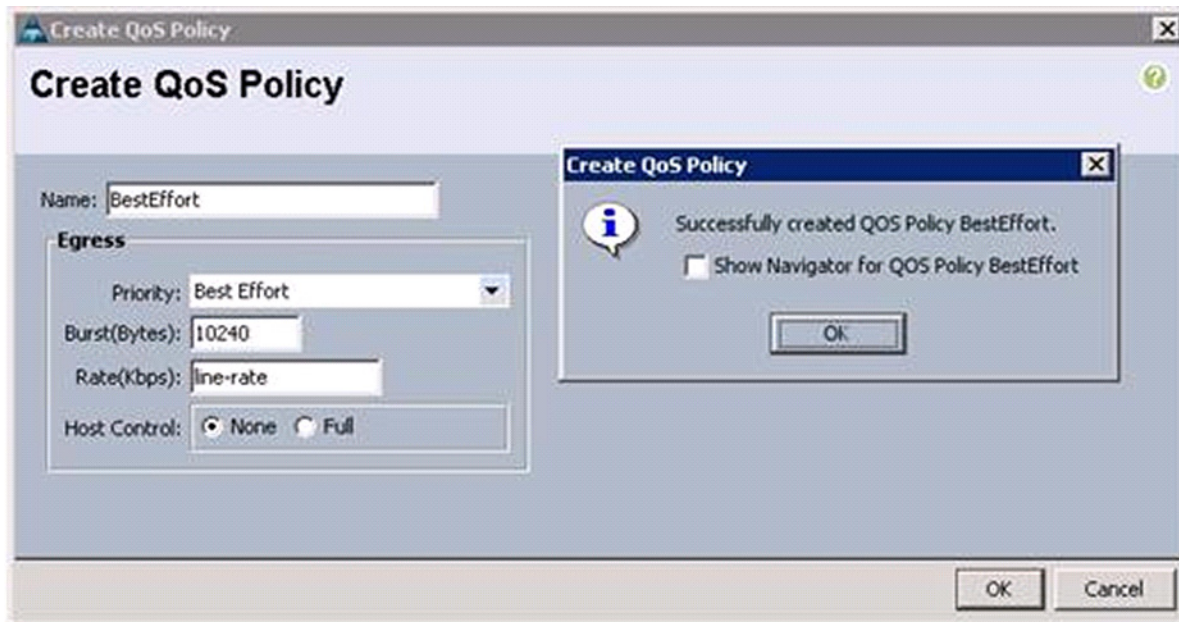 Create QoS Policy
Create QoS Policy
Name: BestEffort
Egress
Priority: Best Effort
Burst(Bytes): 10240
Rate(Kbps): line-rate
Host Control: None Full
Create QoS Policy
Successfully created QOS Policy BestEffort.
Show Navigator for QOS Policy BestEffort
OK
OK Cancel